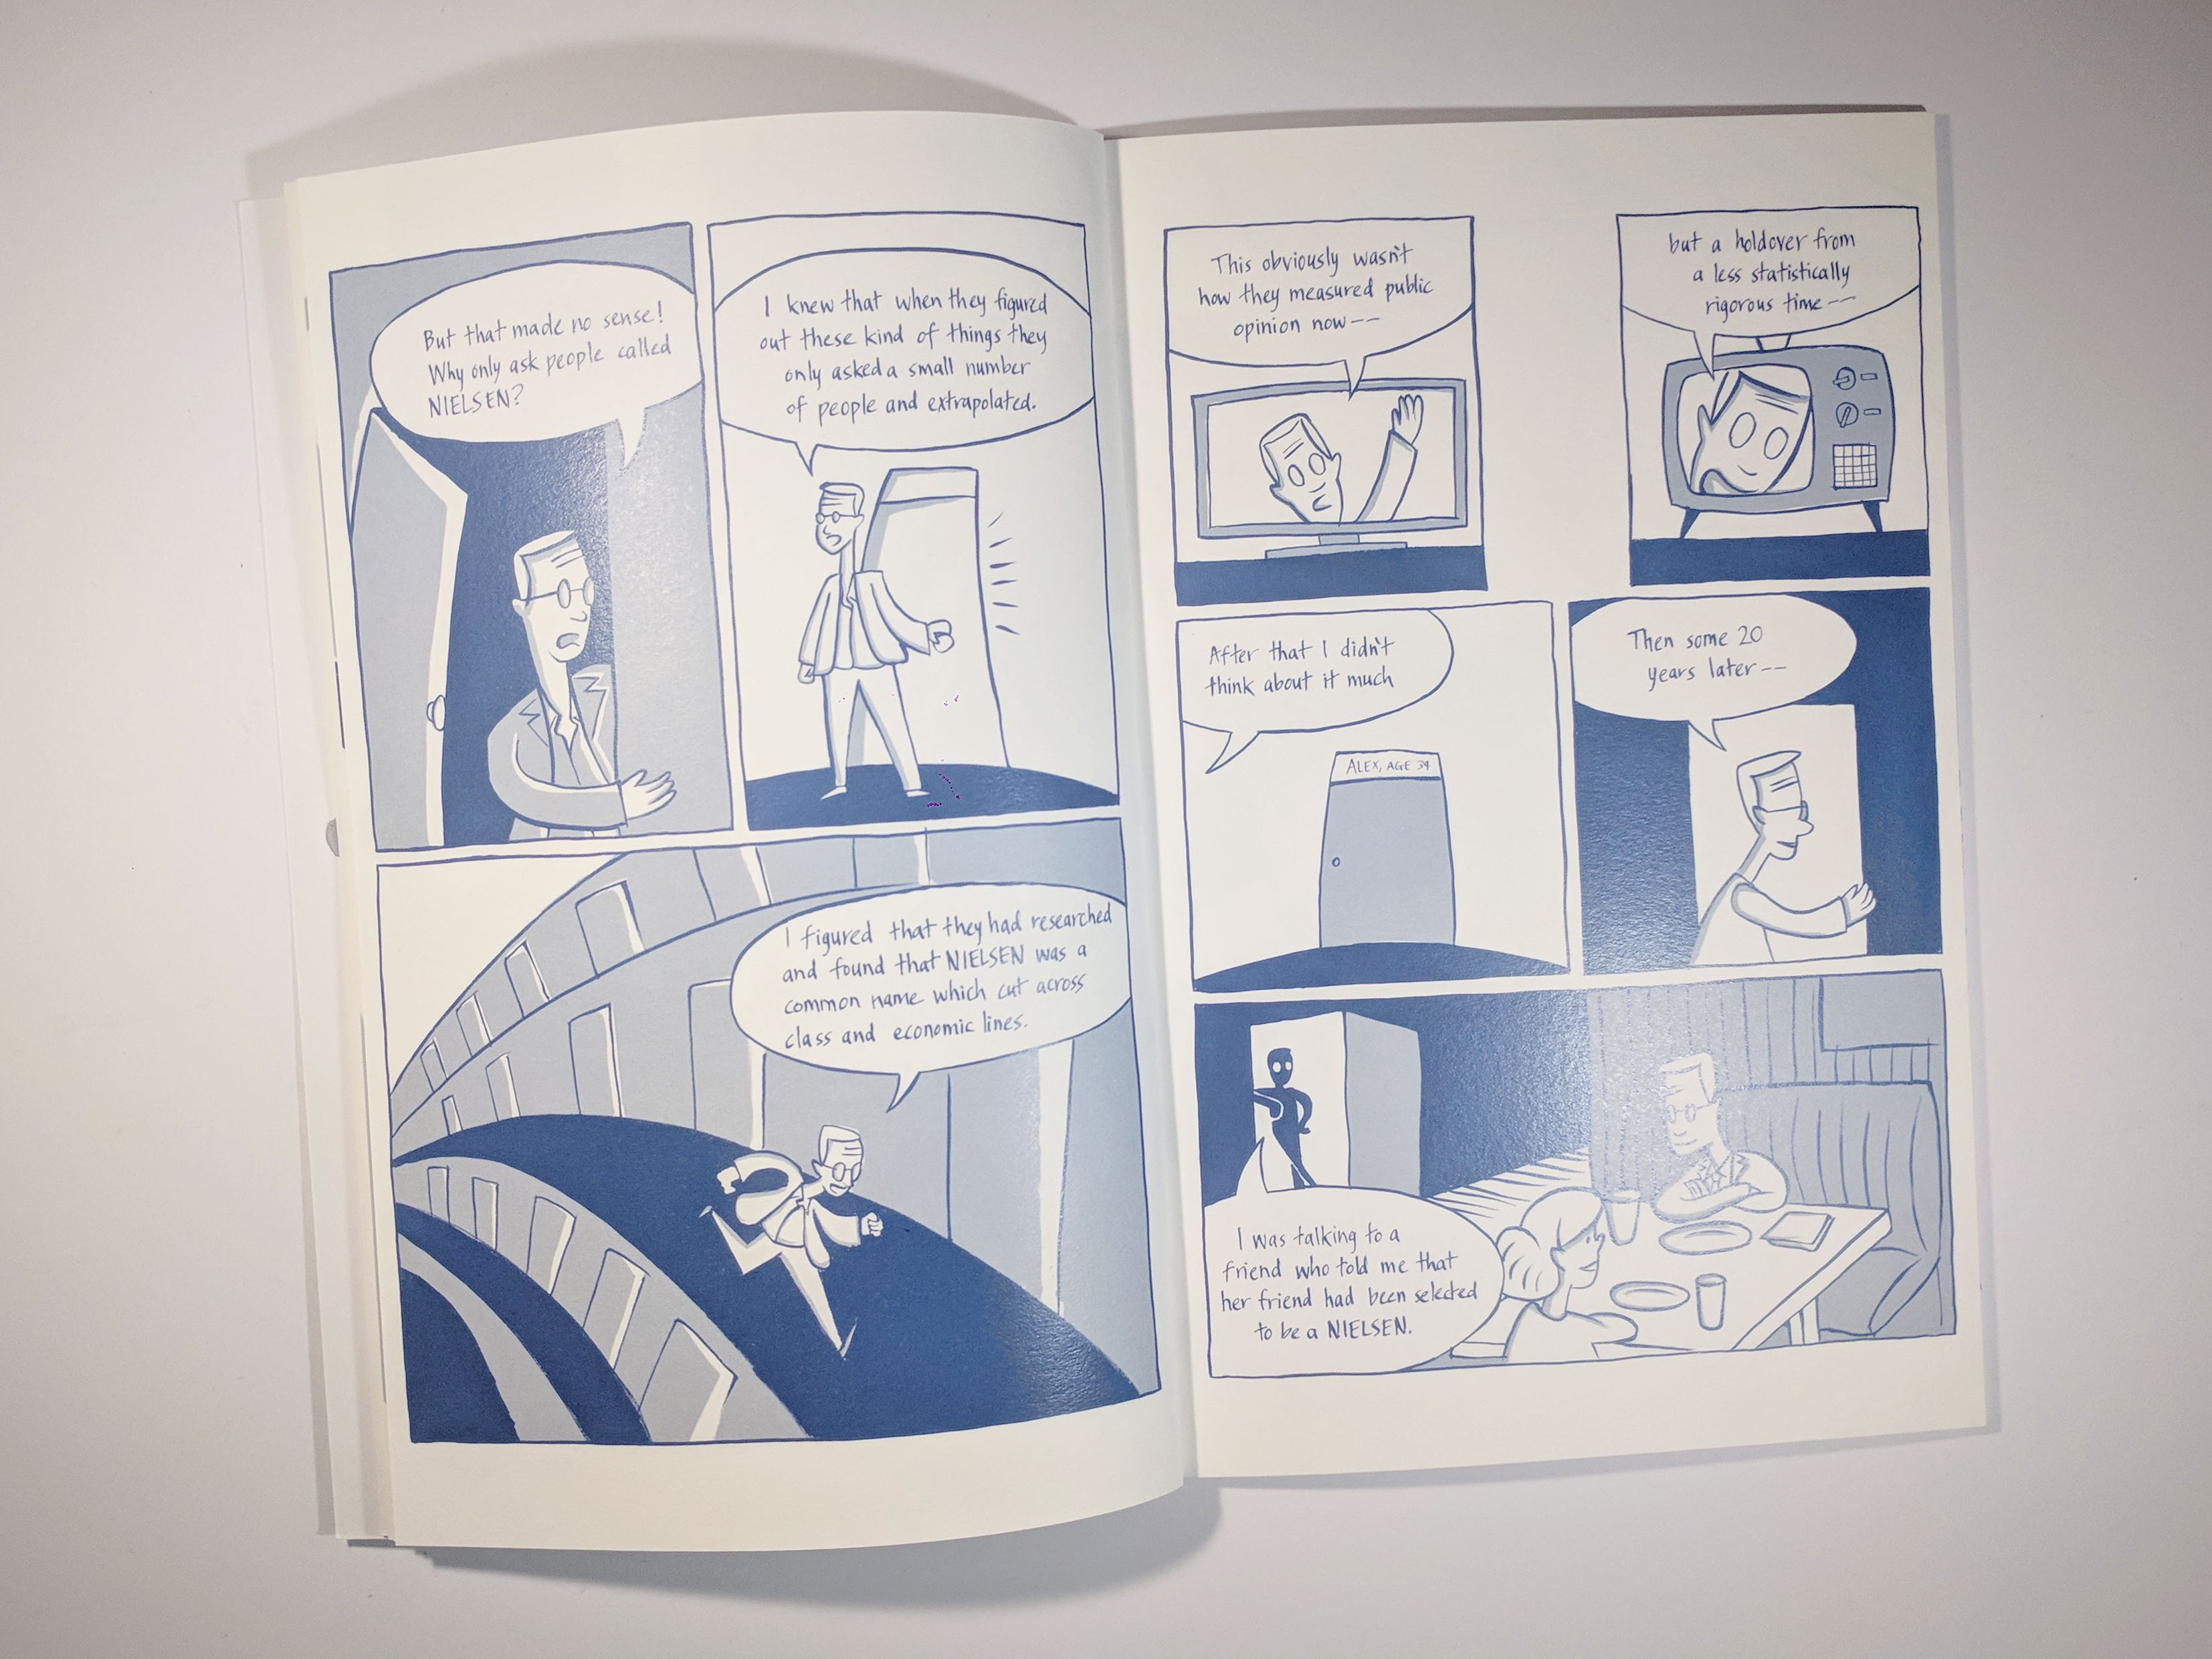 But that made no sense!
Why only ask people called
NIELSEN?
I knew that when they figured
out these kind of things they
only asked a small number
of people and extrapolated.
I figured that they had researched
and found that NIELSEN was a
common name which cut across
class and economic lines.
This obviously wasn't
how they measured public
opinion now--
but a holdover from
a less statistically
rigorous time--
After that I didn't
think about it much
ALEX, AGE 34
Then some 20
years later--
I was talking to a
friend who told me that
her friend had been selected
to be a NIELSEN.